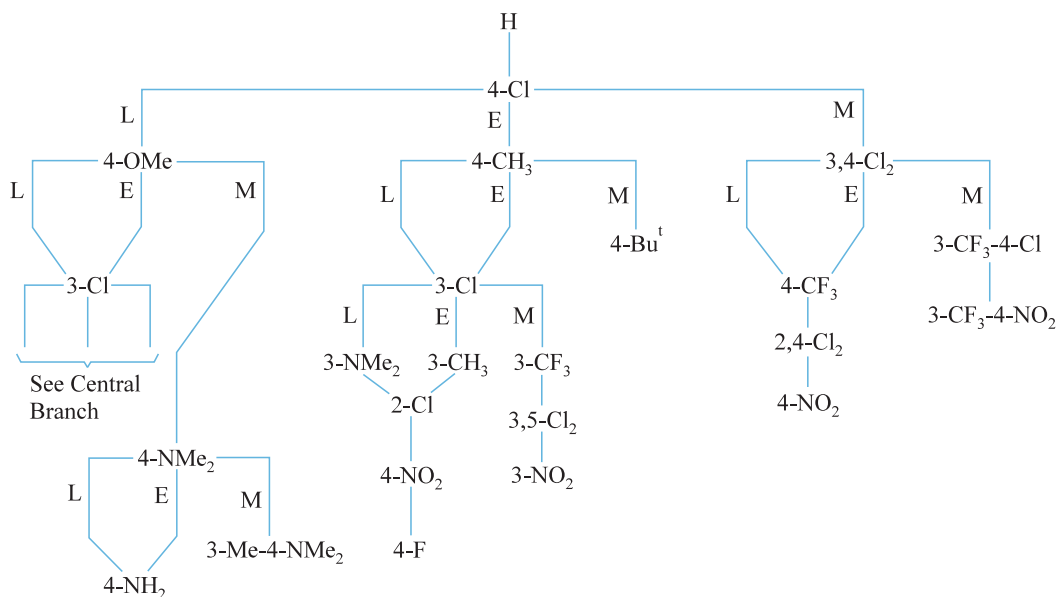 H
4-Cl
L
E
M
4-OMe
4-CH₃
3,4-Cl₂
L
E
M
L
E
M
L
E
M
4-Buᵗ
3-CF₃-4-Cl
3-Cl
3-Cl
4-CF₃
3-CF₃-4-NO₂
L
E
M
2,4-Cl₂
3-NMe₂
3-CH₃
3-CF₃
See Central
Branch
2-Cl
4-NO₂
3,5-Cl₂
4-NMe₂
4-NO₂
3-NO₂
L
E
M
3-Me-4-NMe₂
4-F
4-NH₂